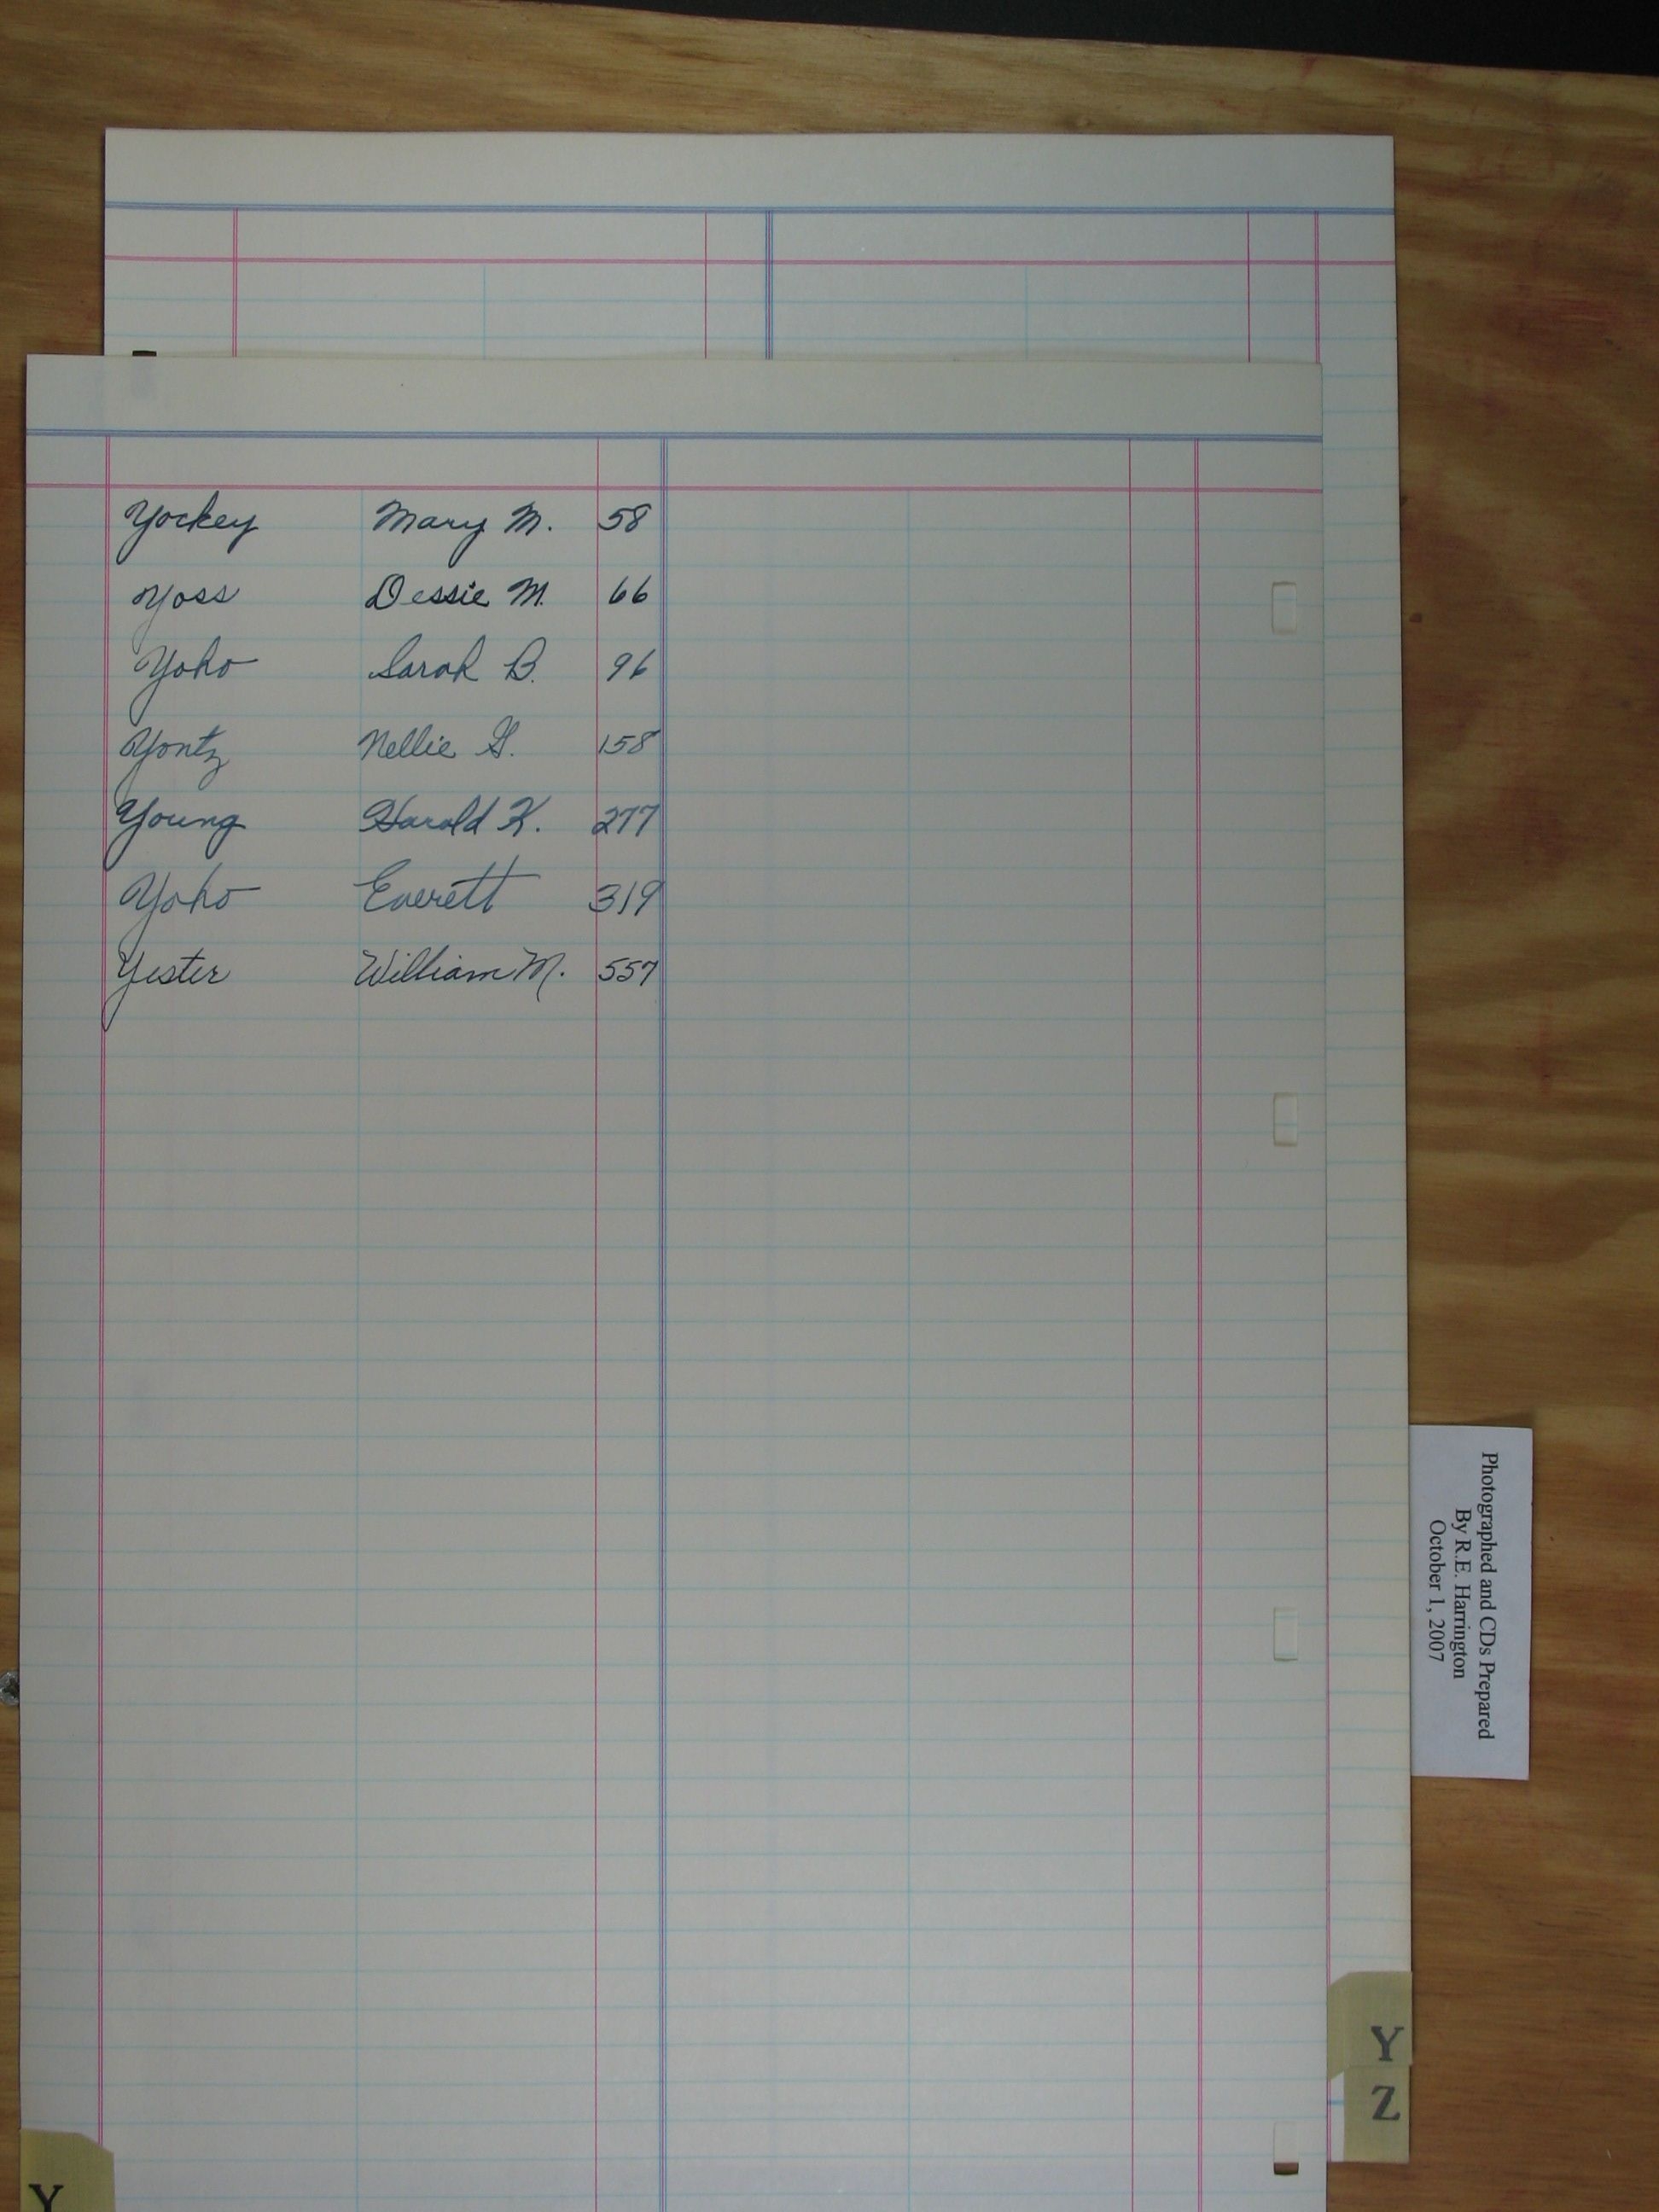 Yockey Mary M. 58
Yoss Dessie M. 66
Yoho Sarah B. 96
Yontz Nellie G. 158
Young Harold K. 277
Yoho Everett 319
Yester William M. 557
Photographed and CDs Prepared
By R.E. Harrington
October 1, 2007
Y
Z
Y